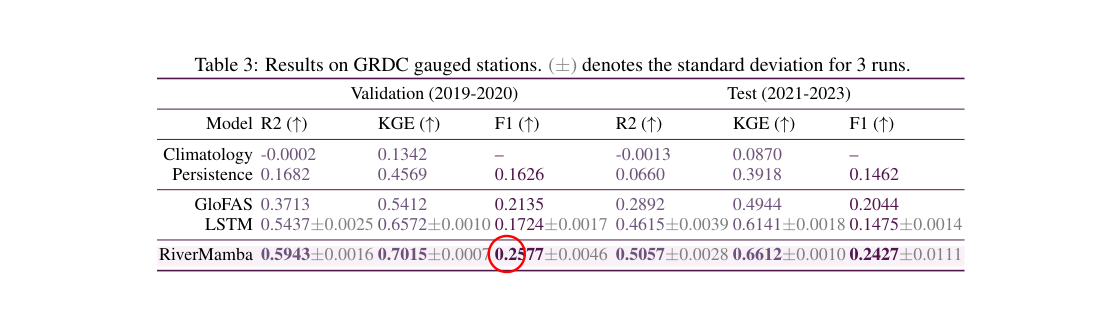 Table 3: Results on GRDC gauged stations. (±) denotes the standard deviation for 3 runs.
Validation (2019-2020) Test (2021-2023)
Model R2 (↑) KGE (↑) F1 (↑) R2 (↑) KGE (↑) F1 (↑)
Climatology -0.0002 0.1342 – -0.0013 0.0870 –
Persistence 0.1682 0.4569 0.1626 0.0660 0.3918 0.1462
GloFAS 0.3713 0.5412 0.2135 0.2892 0.4944 0.2044
LSTM 0.5437±0.0025 0.6572±0.0010 0.1724±0.0017 0.4615±0.0039 0.6141±0.0018 0.1475±0.0014
RiverMamba 0.5943±0.0016 0.7015±0.0007 0.2577±0.0046 0.5057±0.0028 0.6612±0.0010 0.2427±0.0111